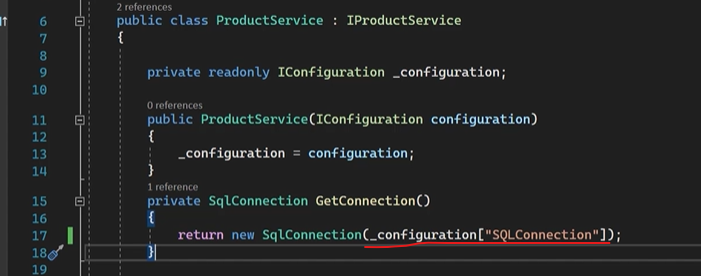 2 references
6 public class ProductService : IProductService
7 {
8
9 private readonly IConfiguration _configuration;
10
0 references
11 public ProductService(IConfiguration configuration)
12 {
13 _configuration = configuration;
14 }
1 reference
15 private SqlConnection GetConnection()
16 {
17 return new SqlConnection(_configuration["SQLConnection"]);
18 }
19